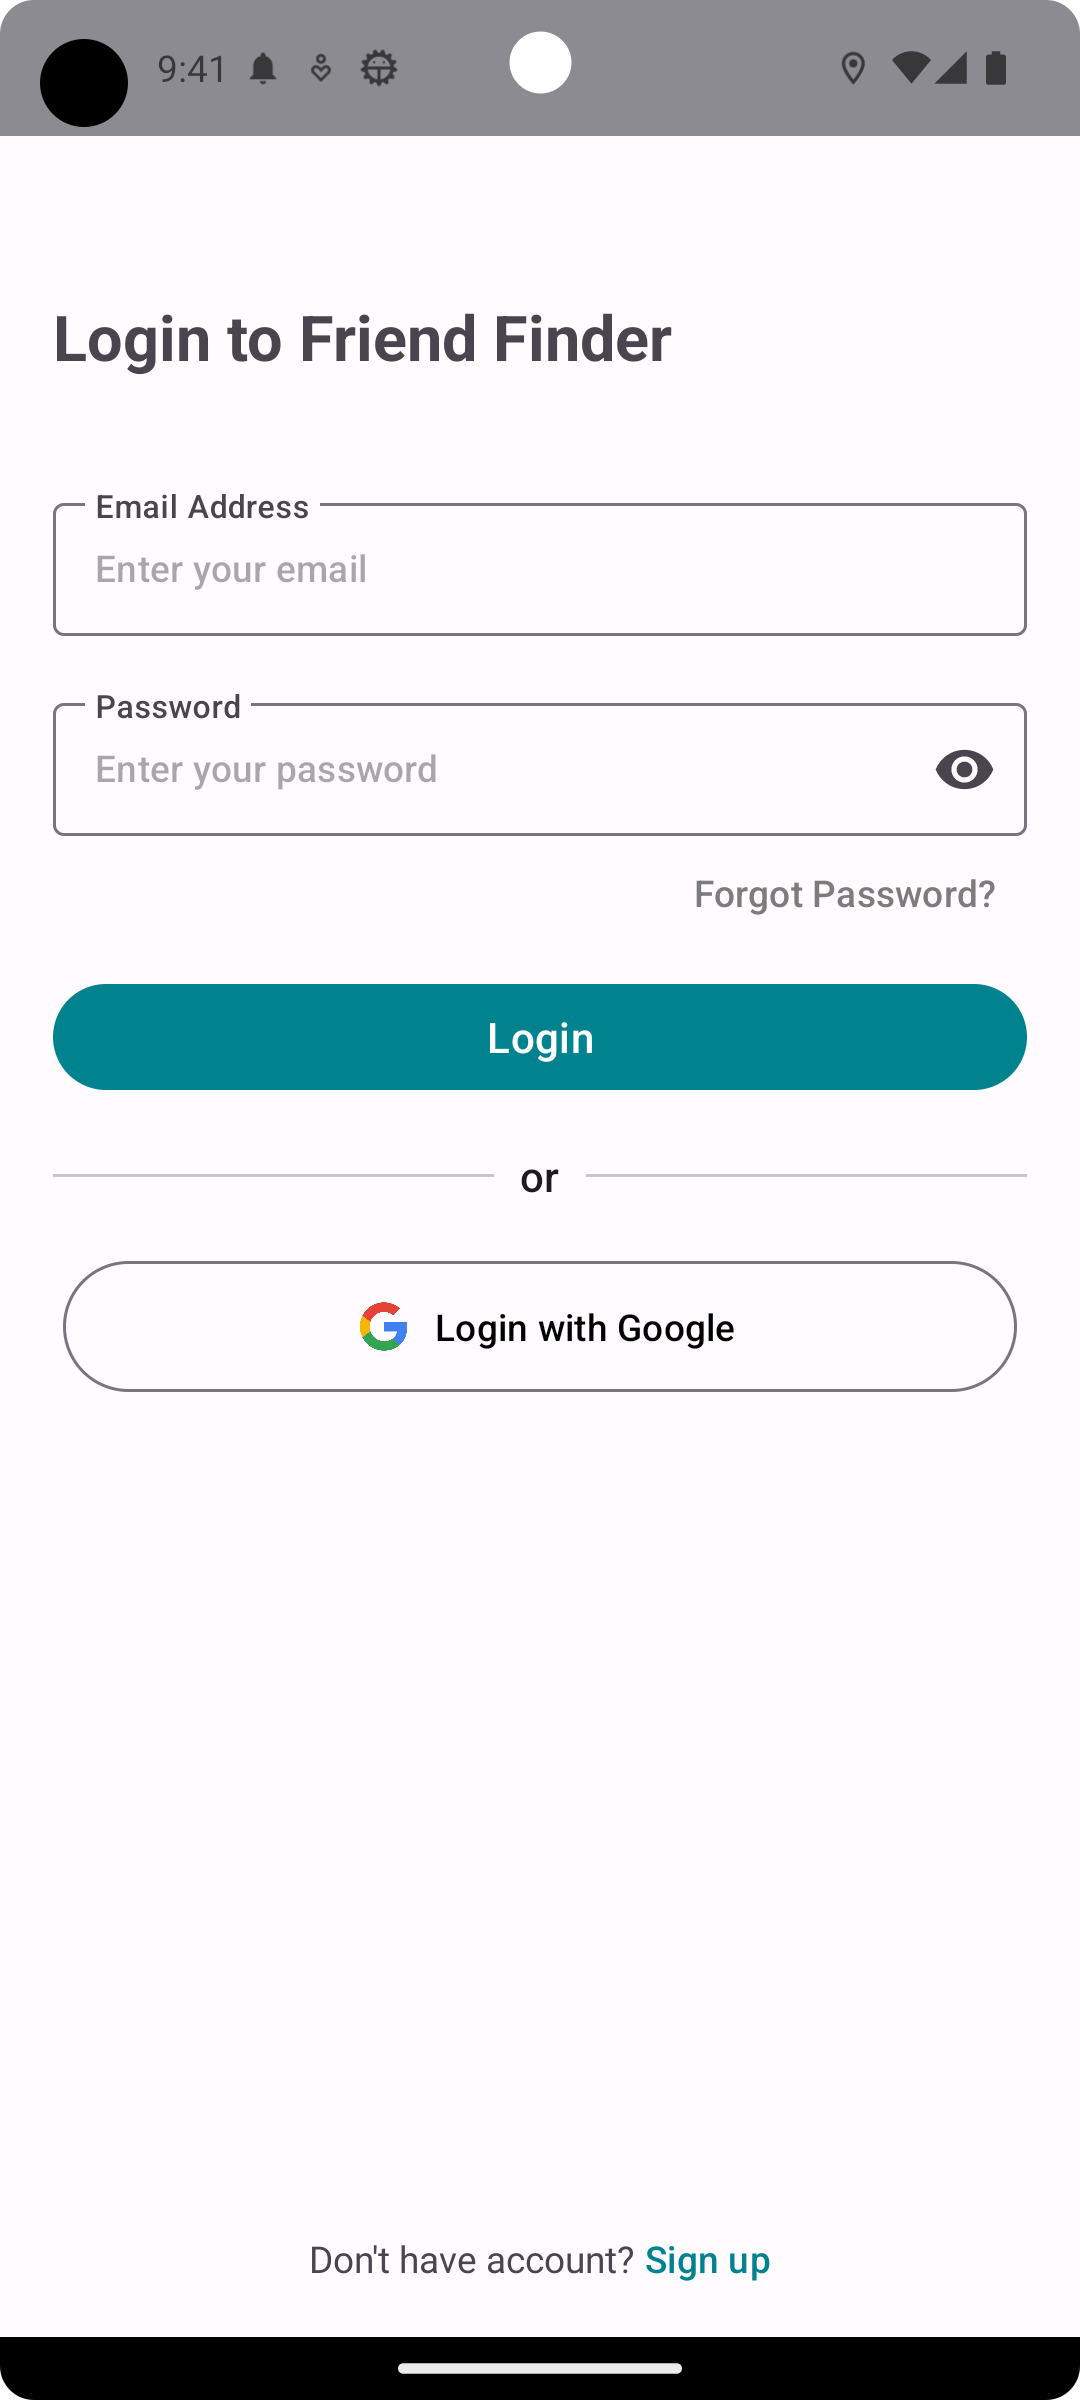 9:41
Login to Friend Finder
Email Address
Enter your email
Password
Enter your password
Forgot Password?
Login
or
Login with Google
Don't have account? Sign up